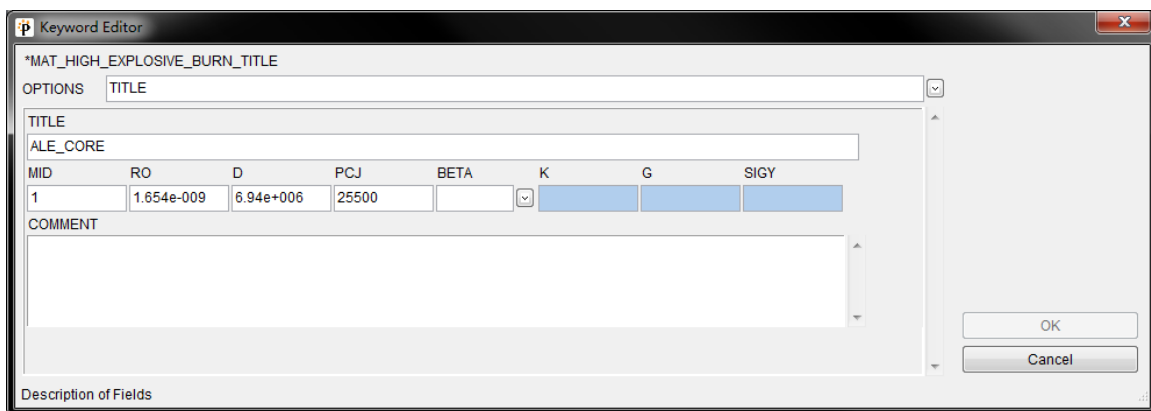 Keyword Editor
*MAT_HIGH_EXPLOSIVE_BURN_TITLE
OPTIONS TITLE
TITLE
ALE_CORE
MID RO D PCJ BETA K G SIGY
1 1.654e-009 6.94e+006 25500
COMMENT
OK
Cancel
Description of Fields